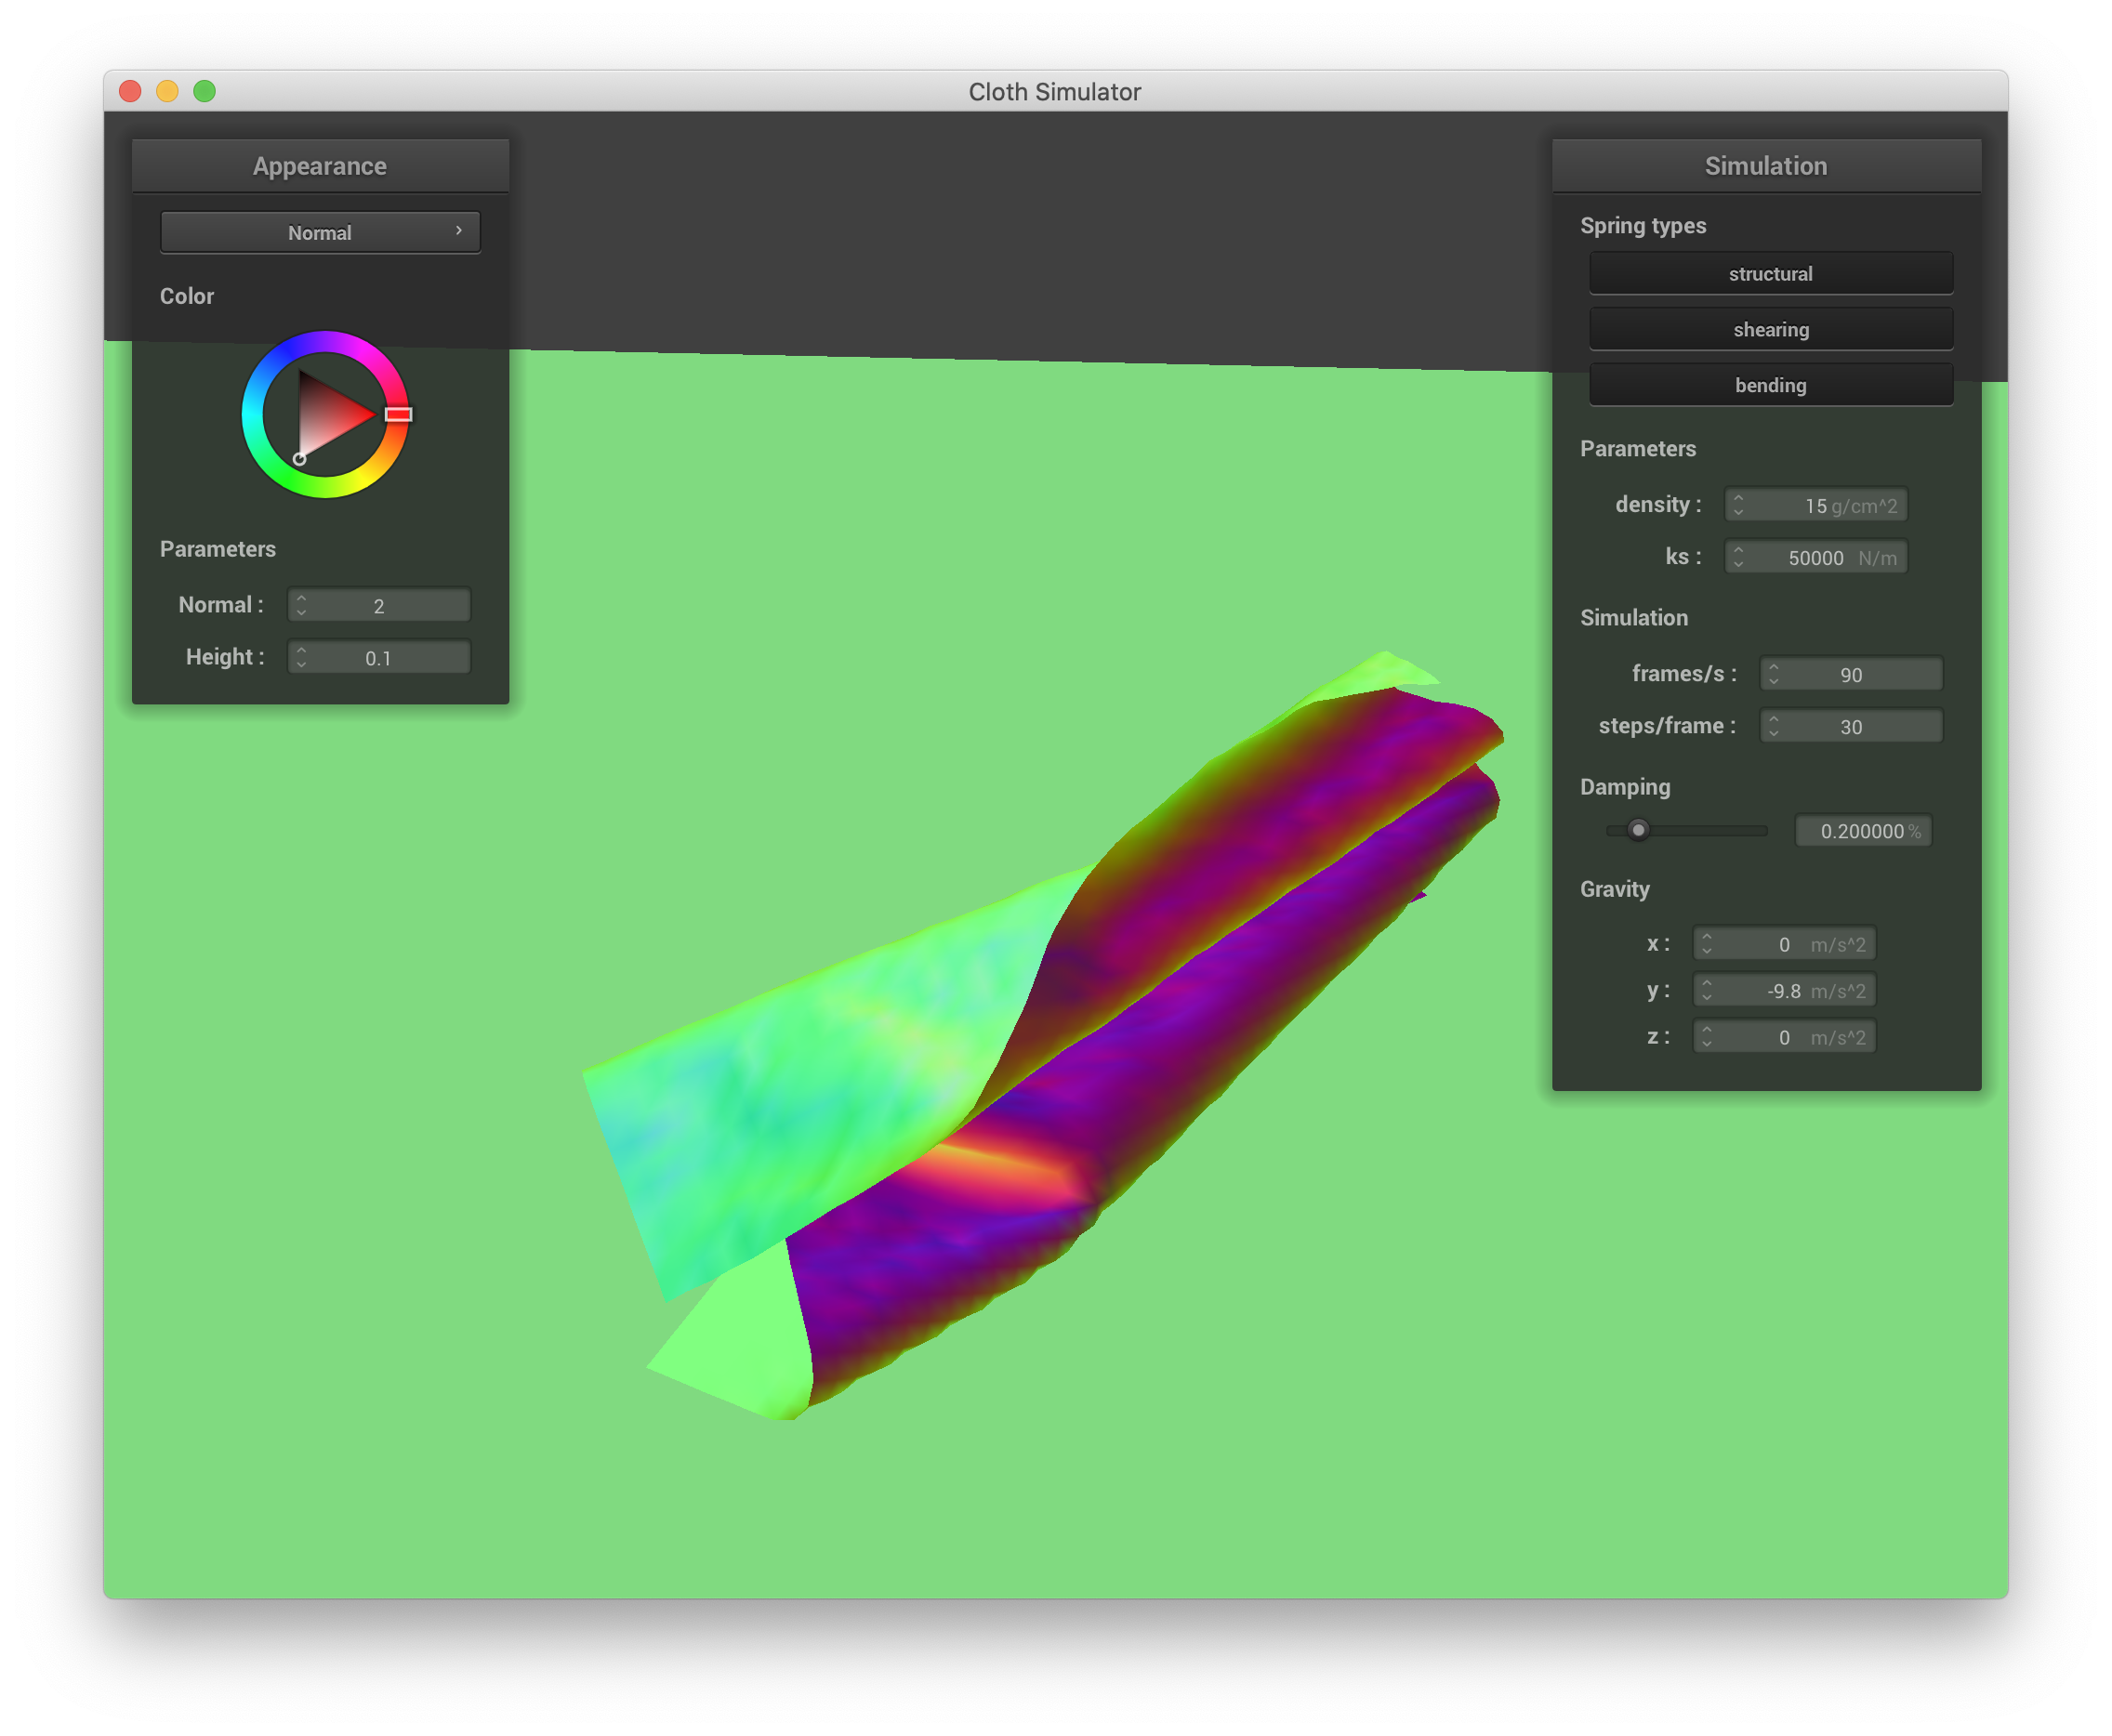 Cloth Simulator
Appearance
Normal
Color
Parameters
Normal : 2
Height : 0.1
Simulation
Spring types
structural
shearing
bending
Parameters
density : 15 g/cm^2
ks : 50000 N/m
Simulation
frames/s : 90
steps/frame : 30
Damping
0.200000 %
Gravity
x : 0 m/s^2
y : -9.8 m/s^2
z : 0 m/s^2